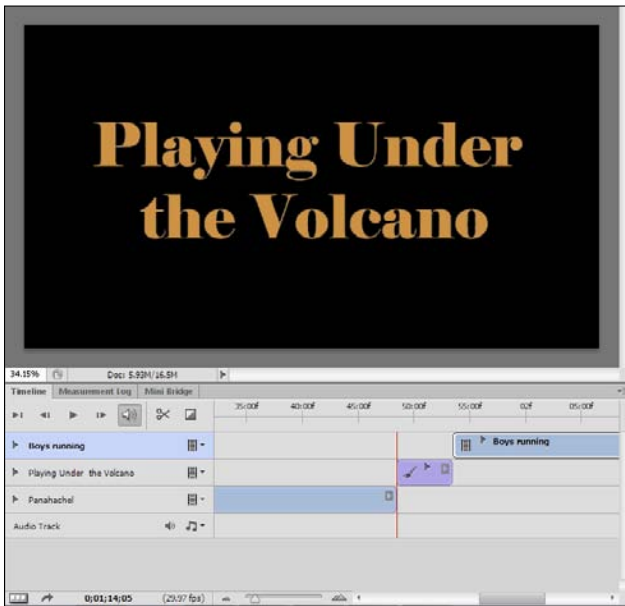 Playing Under
the Volcano
34.15% Doc: 5.93M/16.5M
Timeline Measurement Log Mini Bridge
35:00f 40:00f 45:00f 50:00f 55:00f 02f 05:00f
Boys running Boys running
Playing Under the Volcano
Panahachel
Audio Track
0;01;14;05 (29.97 fps)